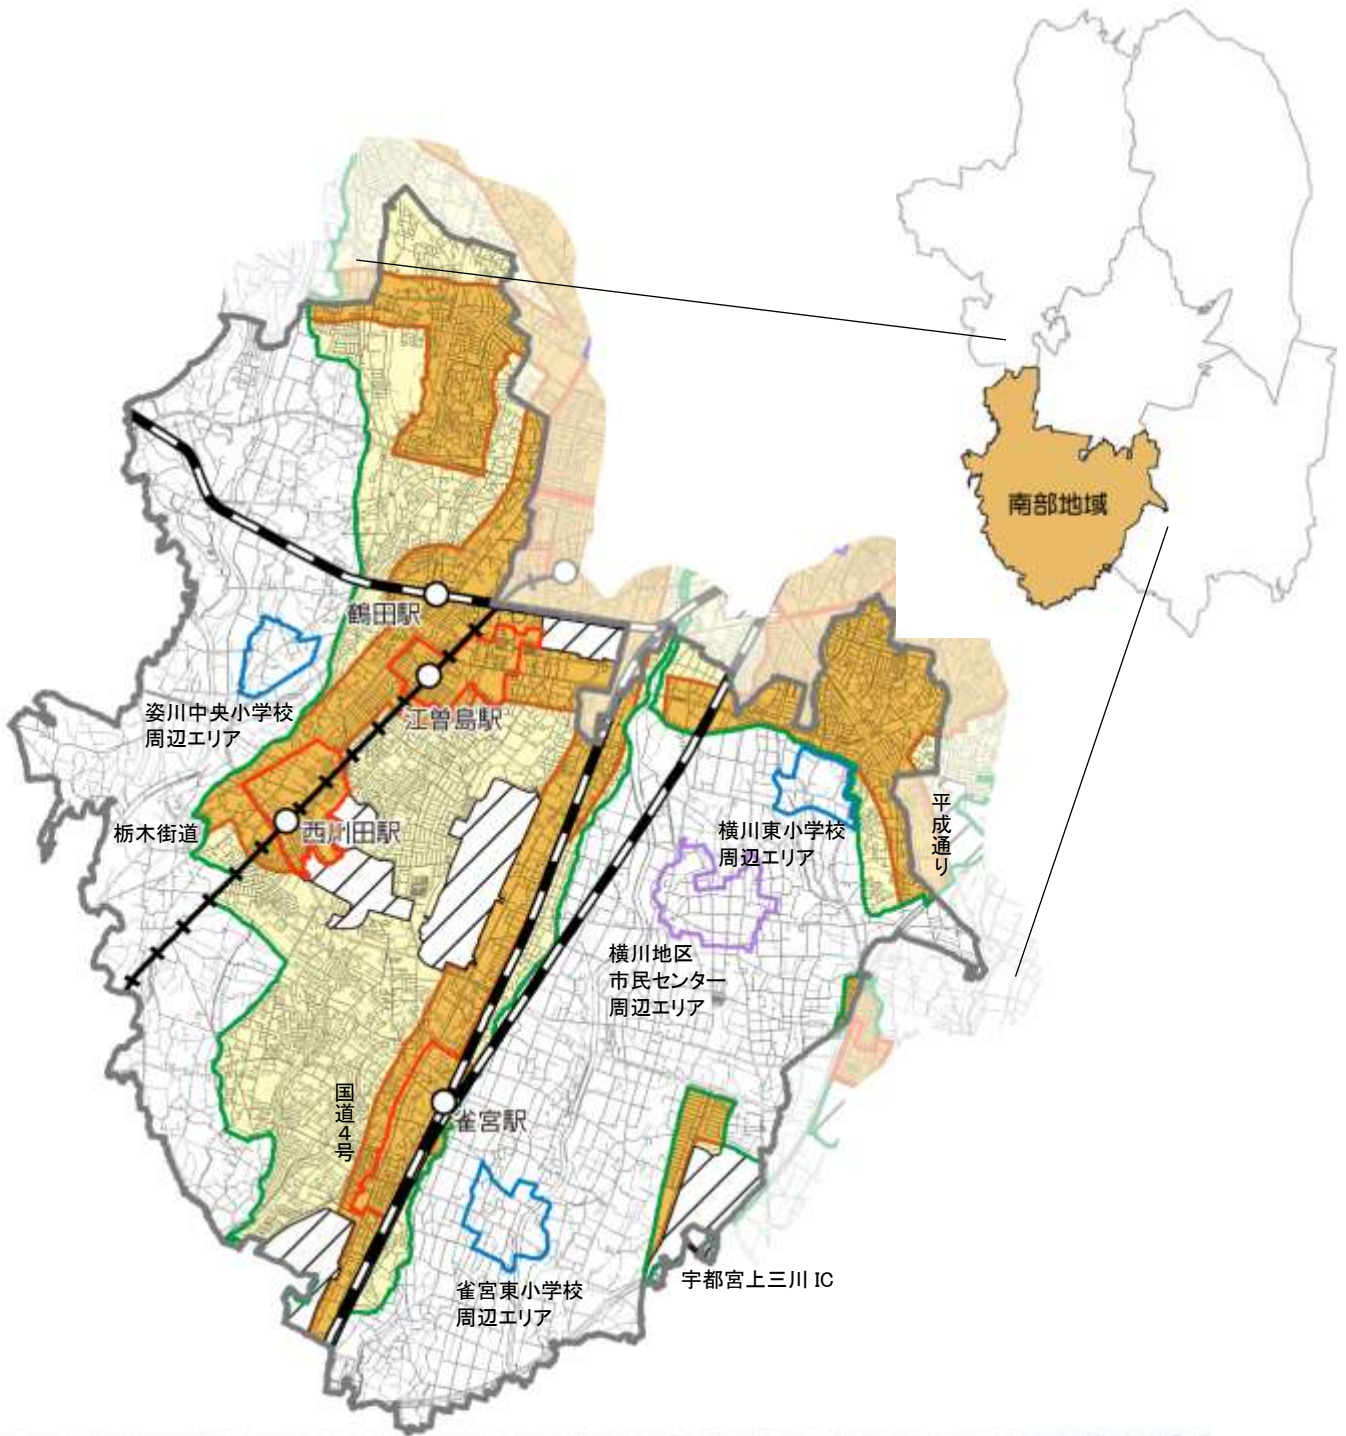 南部地域
鶴田駅
江曽島駅
姿川中央小学校
周辺エリア
栃木街道
西川田駅
平成通り
横川東小学校
周辺エリア
横川地区
市民センター
周辺エリア
国道4号
雀宮駅
雀宮東小学校
周辺エリア
宇都宮上三川 IC